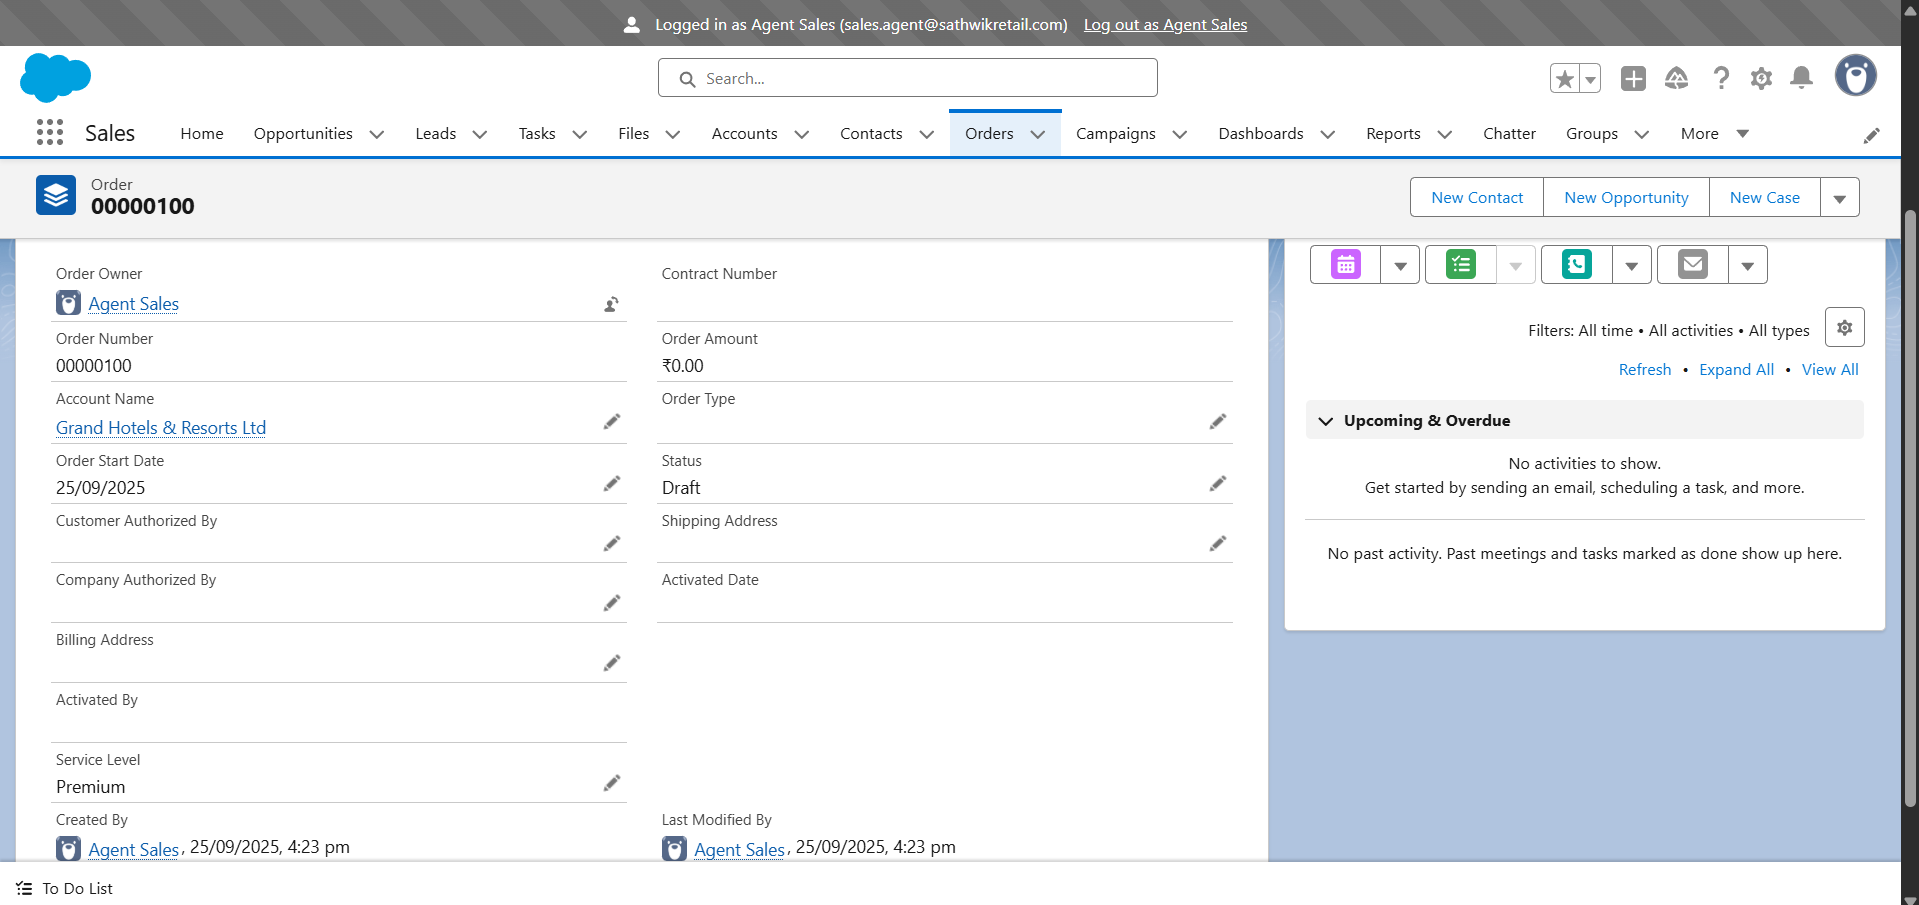 Logged in as Agent Sales (sales.agent@sathwikretail.com) Log out as Agent Sales
Search...
Sales Home Opportunities Leads Tasks Files Accounts Contacts Orders Campaigns Dashboards Reports Chatter Groups More
Order
00000100
New Contact New Opportunity New Case
Order Owner
Agent Sales
Contract Number
Order Number
00000100
Order Amount
₹0.00
Account Name
Grand Hotels & Resorts Ltd
Order Type
Order Start Date
25/09/2025
Status
Draft
Customer Authorized By
Shipping Address
Company Authorized By
Activated Date
Billing Address
Activated By
Service Level
Premium
Created By
Agent Sales, 25/09/2025, 4:23 pm
Last Modified By
Agent Sales, 25/09/2025, 4:23 pm
Filters: All time • All activities • All types
Refresh • Expand All • View All
Upcoming & Overdue
No activities to show.
Get started by sending an email, scheduling a task, and more.
No past activity. Past meetings and tasks marked as done show up here.
To Do List